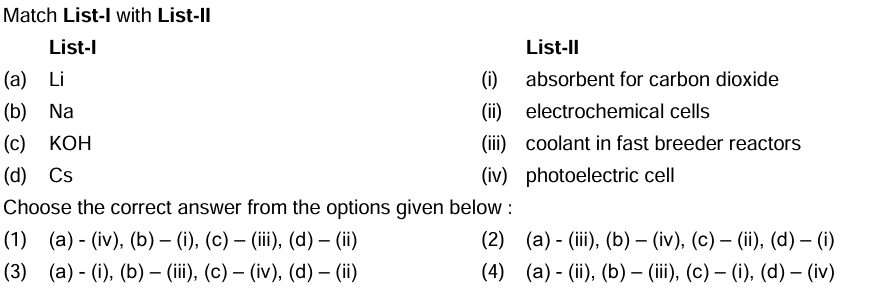 Match List-I with List-II
List-I List-II
(a) Li (i) absorbent for carbon dioxide
(b) Na (ii) electrochemical cells
(c) KOH (iii) coolant in fast breeder reactors
(d) Cs (iv) photoelectric cell
Choose the correct answer from the options given below :
(1) (a) - (iv), (b) – (i), (c) – (iii), (d) – (ii) (2) (a) - (iii), (b) – (iv), (c) – (ii), (d) – (i)
(3) (a) - (i), (b) – (iii), (c) – (iv), (d) – (ii) (4) (a) - (ii), (b) – (iii), (c) – (i), (d) – (iv)